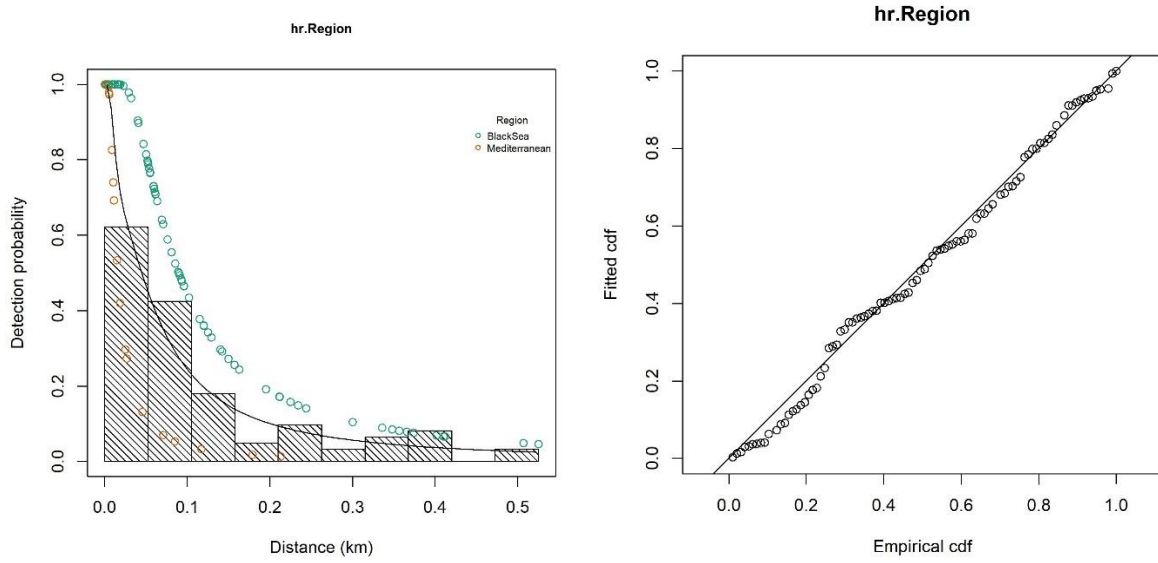 hr.Region
Detection probability
1.0
0.8
0.6
0.4
0.2
0.0
Region
BlackSea
Mediterranean
0.0 0.1 0.2 0.3 0.4 0.5
Distance (km)
hr.Region
Fitted cdf
1.0
0.8
0.6
0.4
0.2
0.0
0.0 0.2 0.4 0.6 0.8 1.0
Empirical cdf